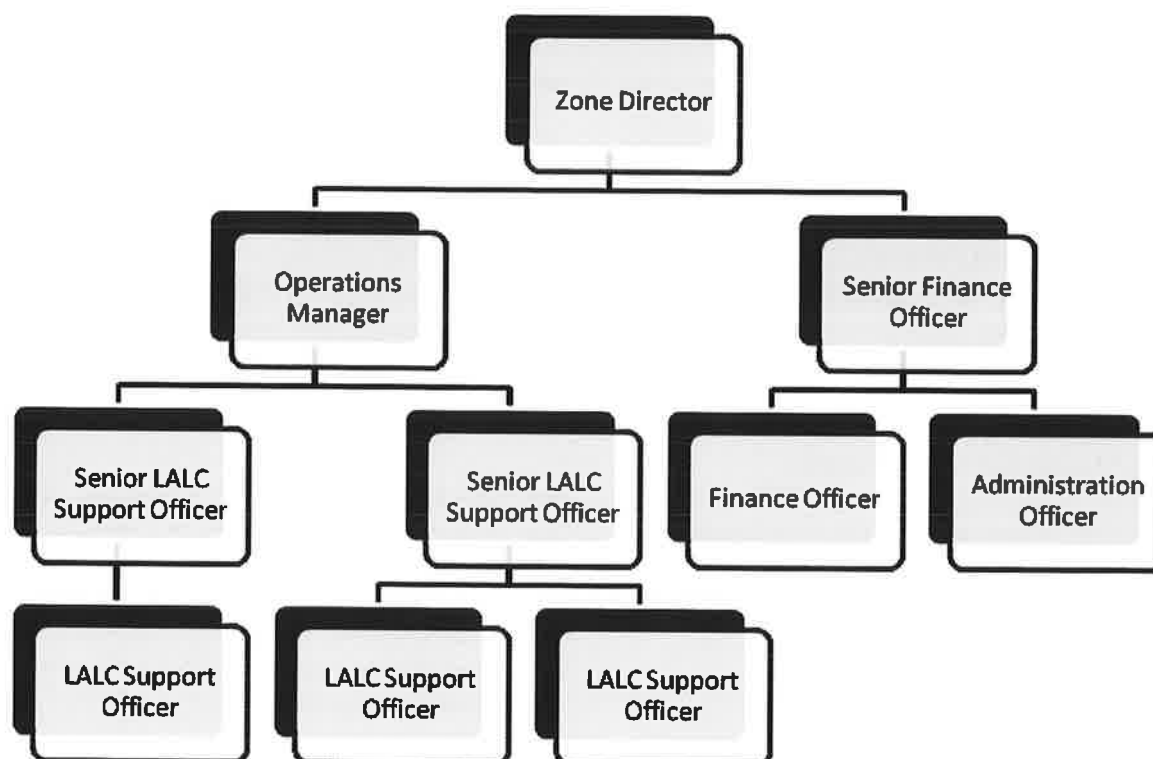 Zone Director
Operations
Manager
Senior Finance
Officer
Senior LALC
Support Officer
Senior LALC
Support Officer
Finance Officer
Administration
Officer
LALC Support
Officer
LALC Support
Officer
LALC Support
Officer